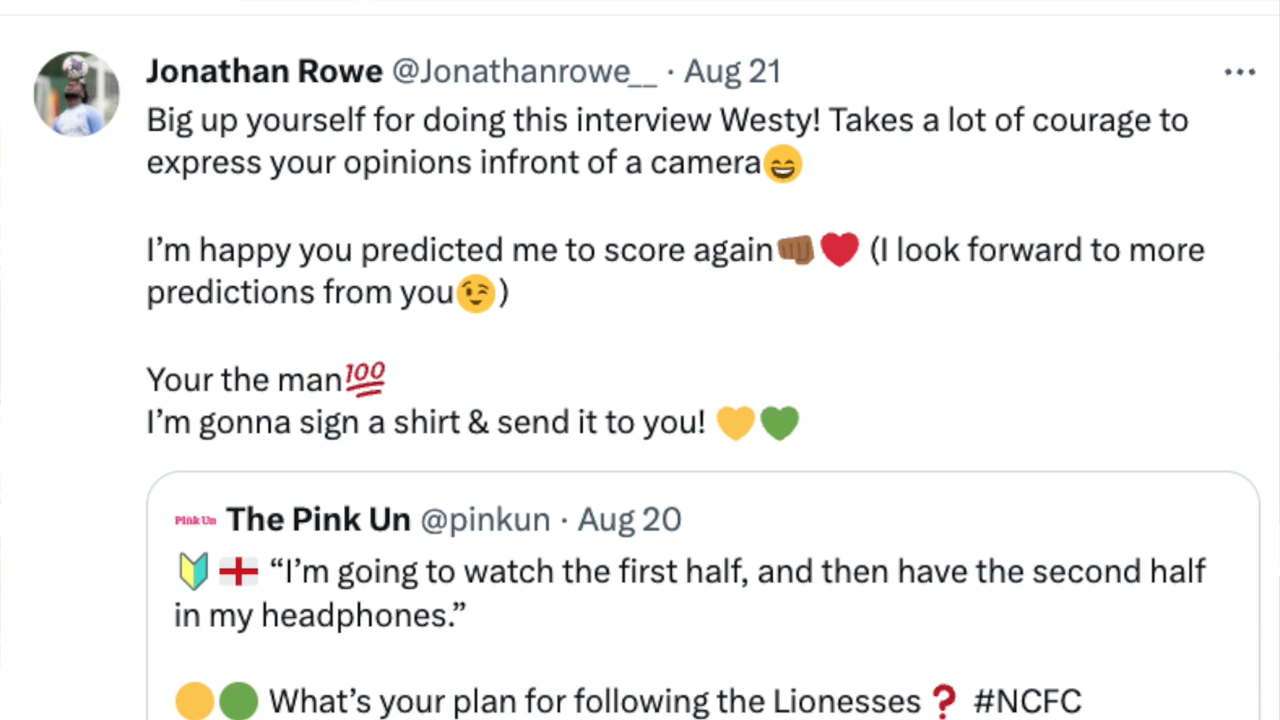 Jonathan Rowe @Jonathanrowe__ · Aug 21
Big up yourself for doing this interview Westy! Takes a lot of courage to
express your opinions infront of a camera😄
I’m happy you predicted me to score again👊🏾❤️ (I look forward to more
predictions from you😉)
Your the man💯
I’m gonna sign a shirt & send it to you! 💛💚
Pink Un The Pink Un @pinkun · Aug 20
🔰🏴󠁧󠁢󠁥󠁮󠁧󠁿 “I’m going to watch the first half, and then have the second half
in my headphones.”
🟡🟢 What’s your plan for following the Lionesses❓ #NCFC